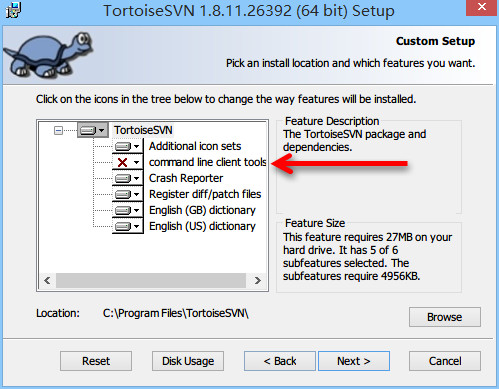 TortoiseSVN 1.8.11.26392 (64 bit) Setup
Custom Setup
Pick an install location and which features you want.
Click on the icons in the tree below to change the way features will be installed.
TortoiseSVN
Additional icon sets
command line client tools
Crash Reporter
Register diff/patch files
English (GB) dictionary
English (US) dictionary
Feature Description
The TortoiseSVN package and
dependencies.
Feature Size
This feature requires 27MB on your
hard drive. It has 5 of 6
subfeatures selected. The
subfeatures require 4956KB.
Location: C:\Program Files\TortoiseSVN\
Browse
Reset Disk Usage < Back Next > Cancel